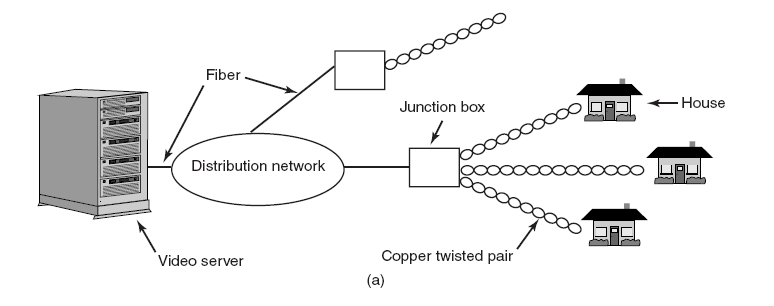 Fiber
Junction box
House
Distribution network
Video server
Copper twisted pair
(a)